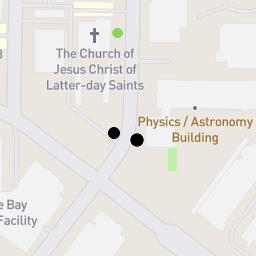 The Church of
Jesus Christ of
Latter-day Saints
Physics / Astronomy
Building
e Bay
Facility